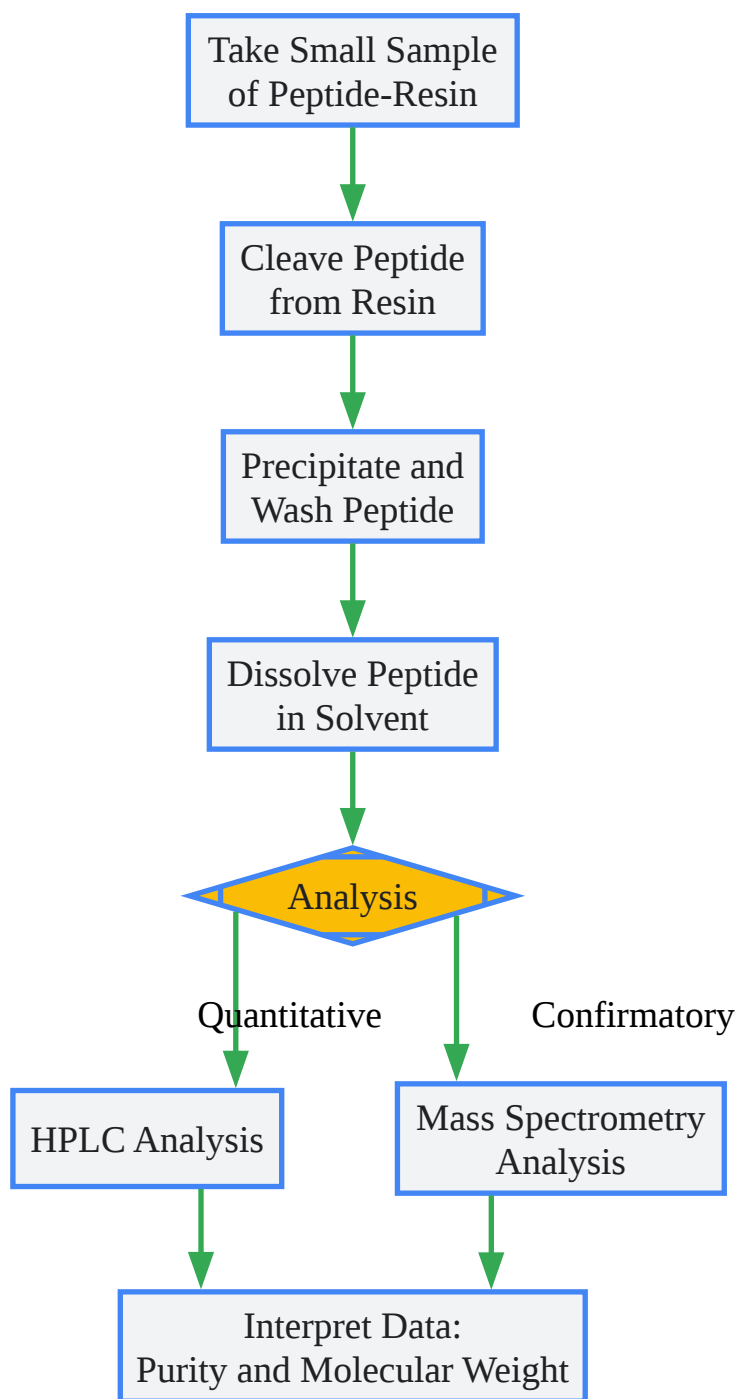 Take Small Sample
of Peptide-Resin
Cleave Peptide
from Resin
Precipitate and
Wash Peptide
Dissolve Peptide
in Solvent
Analysis
Quantitative
Confirmatory
HPLC Analysis
Mass Spectrometry
Analysis
Interpret Data:
Purity and Molecular Weight